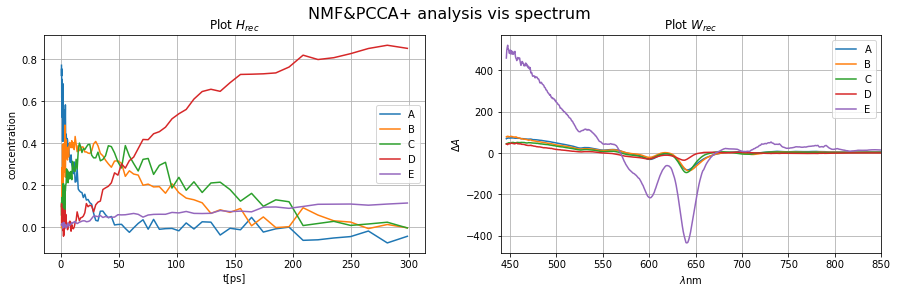 NMF&PCCA+ analysis vis spectrum
Plot H_rec
concentration
0.8
0.6
0.4
0.2
0.0
A
B
C
D
E
0
50
100
150
200
250
300
t[ps]
Plot W_rec
ΔA
400
200
0
−200
−400
A
B
C
D
E
450
500
550
600
650
700
750
800
850
λnm